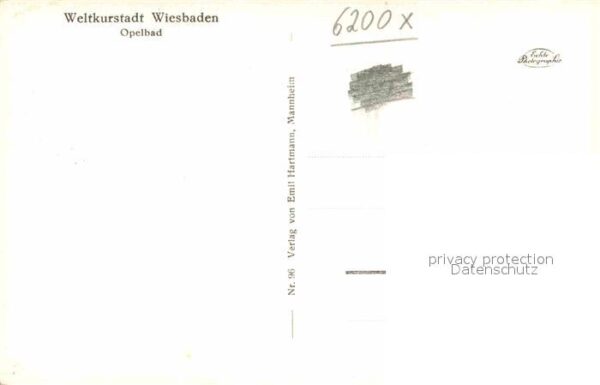 Weltkurstadt Wiesbaden
Opelbad
Nr. 96 Verlag von Emil Hartmann, Mannheim
6200 x
Echte
Photographie
privacy protection
Datenschutz